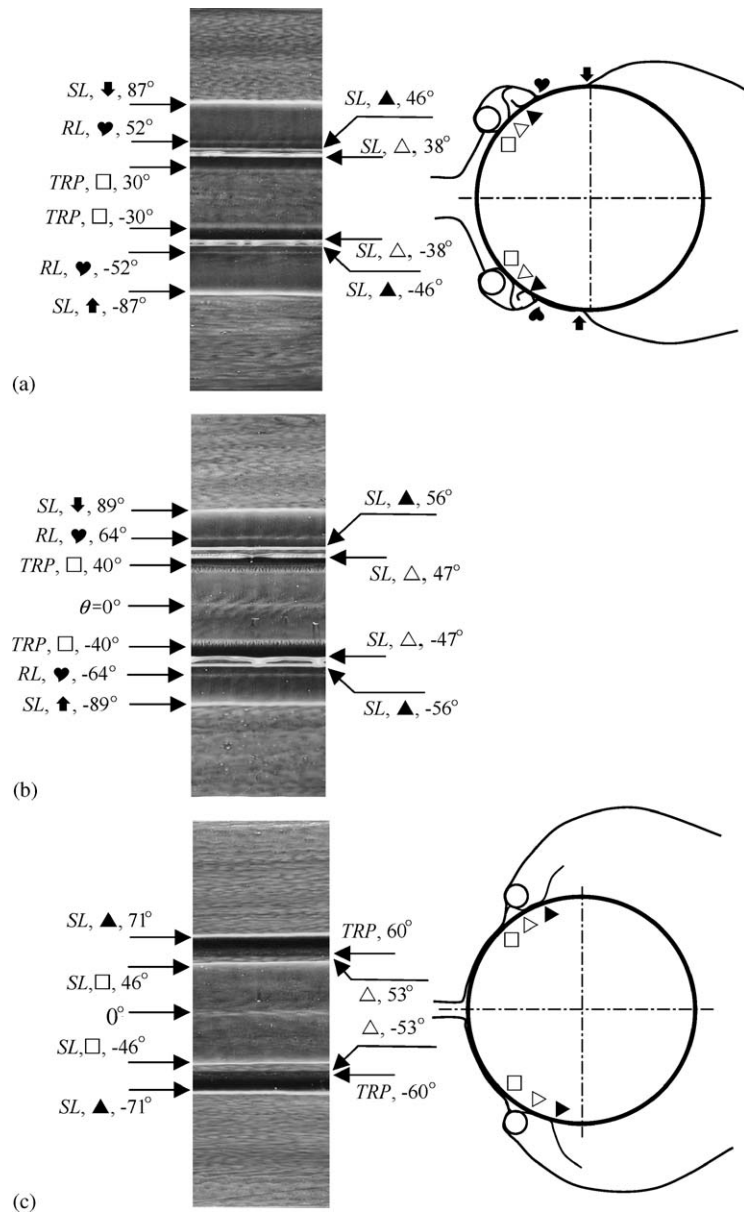 SL, ⬇, 87°
RL, ♥, 52°
TRP, □, 30°
TRP, □, -30°
RL, ♥, -52°
SL, ⬆, -87°
SL, ▲, 46°
SL, △, 38°
SL, △, -38°
SL, ▲, -46°
(a)
SL, ⬇, 89°
RL, ♥, 64°
TRP, □, 40°
θ=0°
TRP, □, -40°
RL, ♥, -64°
SL, ⬆, -89°
SL, ▲, 56°
SL, △, 47°
SL, △, -47°
SL, ▲, -56°
(b)
SL, ▲, 71°
SL,□, 46°
0°
SL,□, -46°
SL, ▲, -71°
TRP, 60°
△, 53°
△, -53°
TRP, -60°
(c)